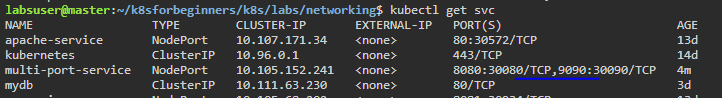 labsuser@master:~/k8sforbeginners/k8s/labs/networking$ kubectl get svc
NAME TYPE CLUSTER-IP EXTERNAL-IP PORT(S) AGE
apache-service NodePort 10.107.171.34 <none> 80:30572/TCP 13d
kubernetes ClusterIP 10.96.0.1 <none> 443/TCP 14d
multi-port-service NodePort 10.105.152.241 <none> 8080:30080/TCP,9090:30090/TCP 4m
mydb ClusterIP 10.111.63.230 <none> 80/TCP 3d